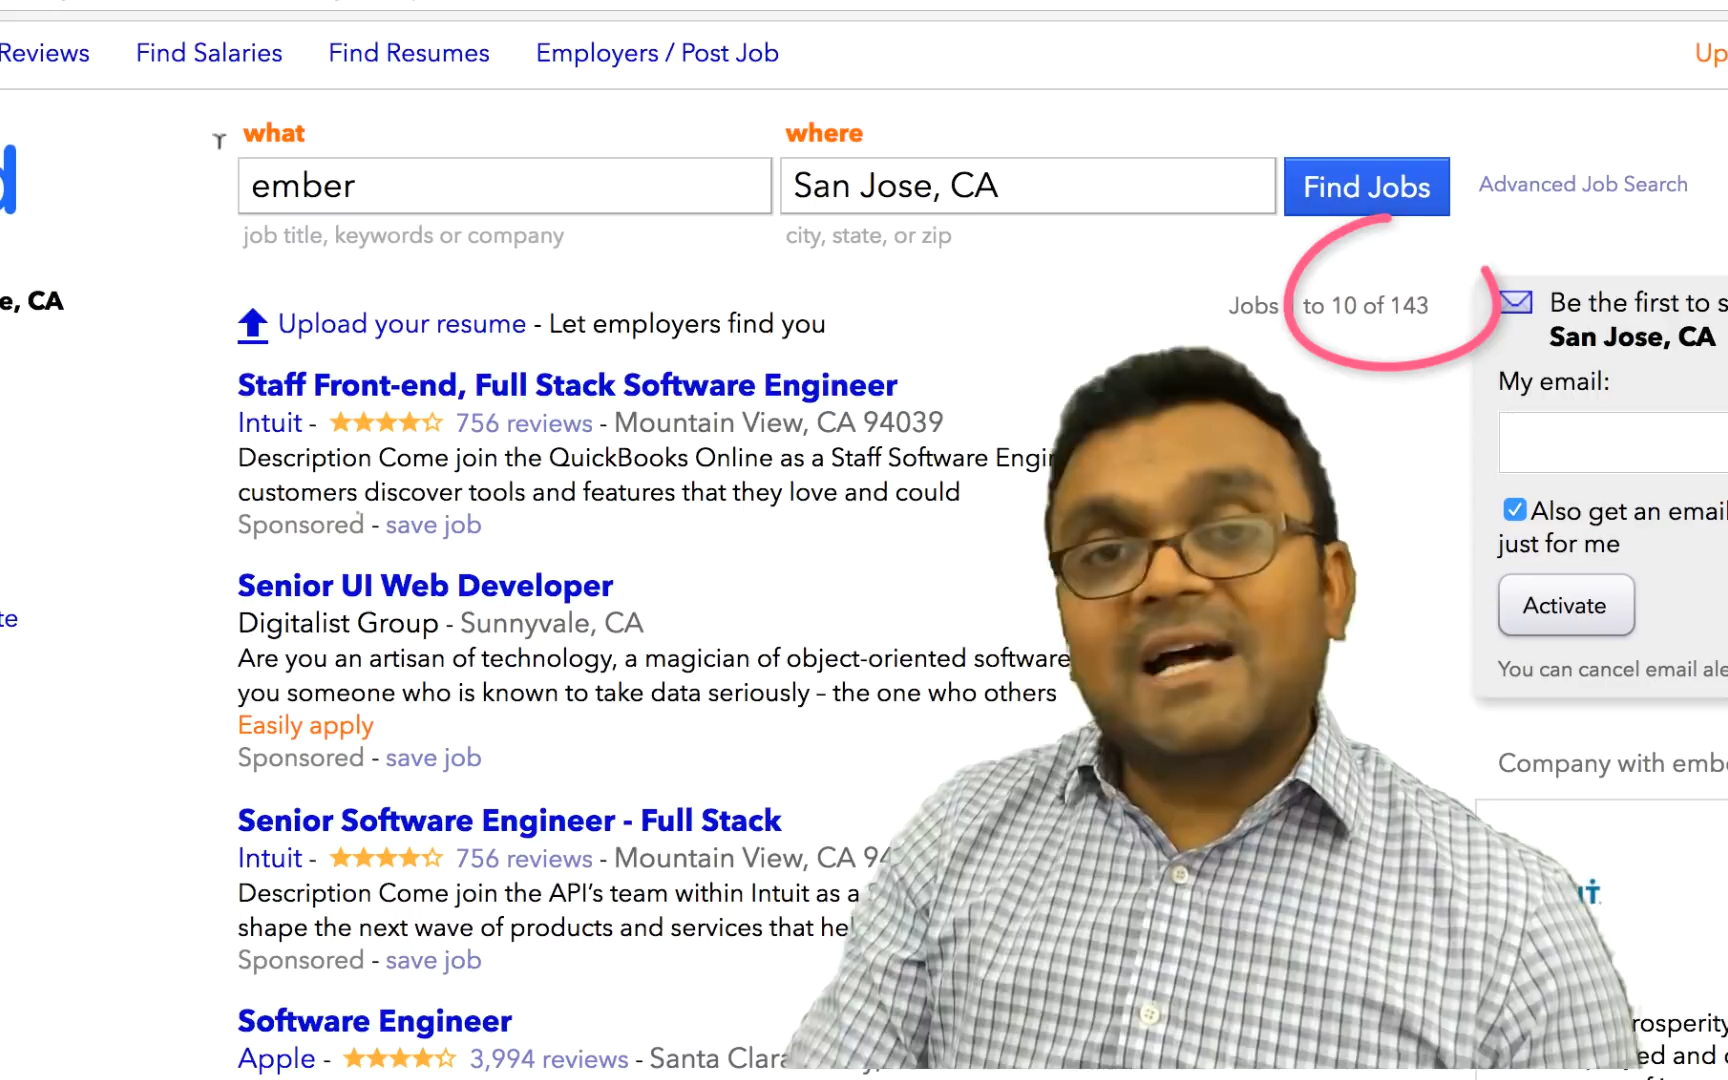 Reviews Find Salaries Find Resumes Employers / Post Job
what where
ember San Jose, CA Find Jobs Advanced Job Search
job title, keywords or company city, state, or zip
e, CA
Jobs to 10 of 143
Be the first to s
San Jose, CA
Upload your resume - Let employers find you
My email:
Staff Front-end, Full Stack Software Engineer
Intuit - 756 reviews - Mountain View, CA 94039
Description Come join the QuickBooks Online as a Staff Software Engin
customers discover tools and features that they love and could
Sponsored - save job
Also get an email
just for me
Activate
You can cancel email ale
Senior UI Web Developer
Digitalist Group - Sunnyvale, CA
Are you an artisan of technology, a magician of object-oriented software
you someone who is known to take data seriously – the one who others
Easily apply
Sponsored - save job
Company with embe
Senior Software Engineer - Full Stack
Intuit - 756 reviews - Mountain View, CA 94
Description Come join the API's team within Intuit as a
shape the next wave of products and services that hel
Sponsored - save job
Software Engineer
Apple - 3,994 reviews - Santa Clara
rosperity
ed and